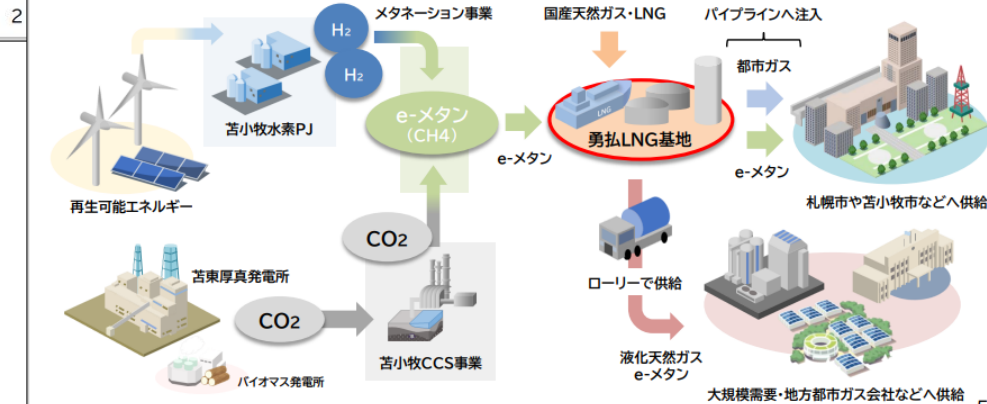 2
メタネーション事業
国産天然ガス・LNG
パイプラインへ注入
H2
H2
都市ガス
苫小牧水素PJ
e-メタン
(CH4)
LNG
勇払LNG基地
e-メタン
e-メタン
再生可能エネルギー
札幌市や苫小牧市などへ供給
CO2
苫東厚真発電所
ローリーで供給
CO2
苫小牧CCS事業
液化天然ガス
e-メタン
バイオマス発電所
大規模需要・地方都市ガス会社などへ供給